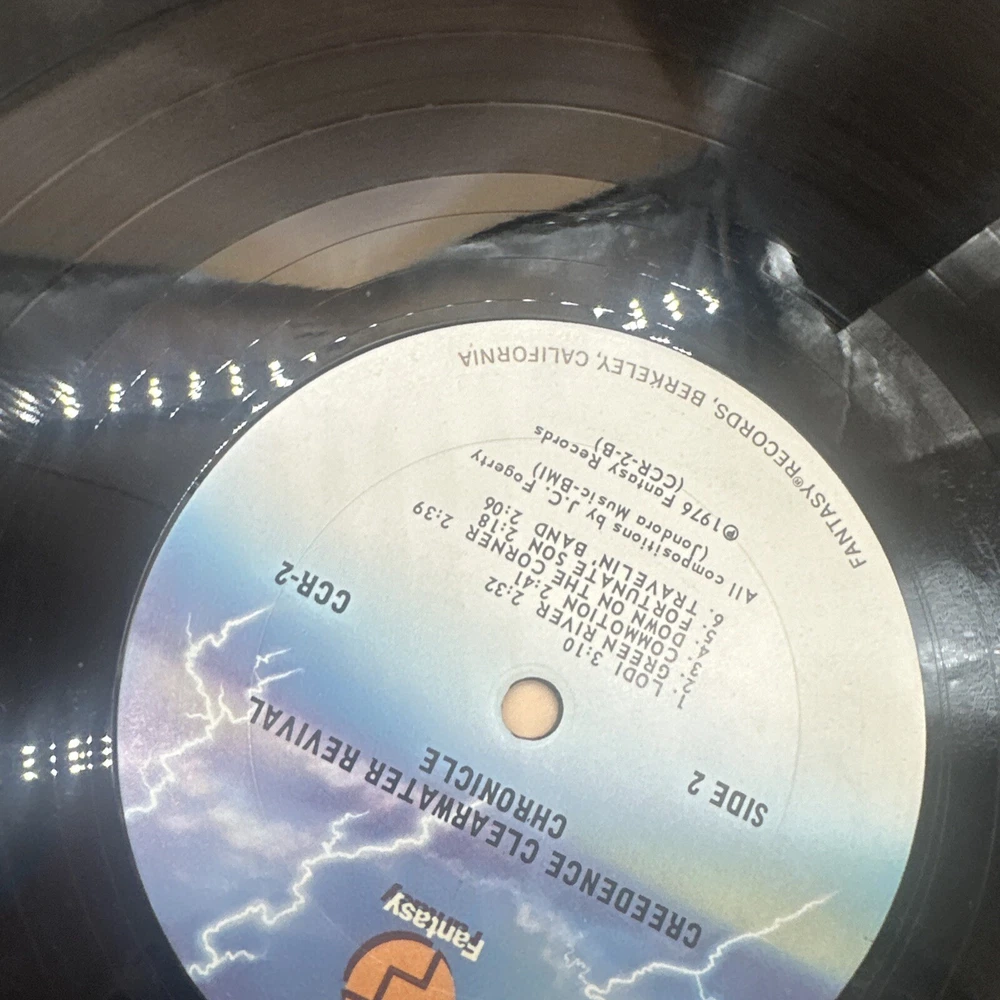 Fantasy
CREEDENCE CLEARWATER REVIVAL
CHRONICLE
SIDE 2
CCR-2
1. LODI 3:10
2. GREEN RIVER 2:32
3. COMMOTION 2:41
4. DOWN ON THE CORNER 2:39
5. FORTUNATE SON 2:18
6. TRAVELIN' BAND 2:06
All compositions by J.C. Fogerty
(Jondora Music-BMI)
℗1976 Fantasy Records
(CCR-2-B)
FANTASY® RECORDS, BERKELEY, CALIFORNIA